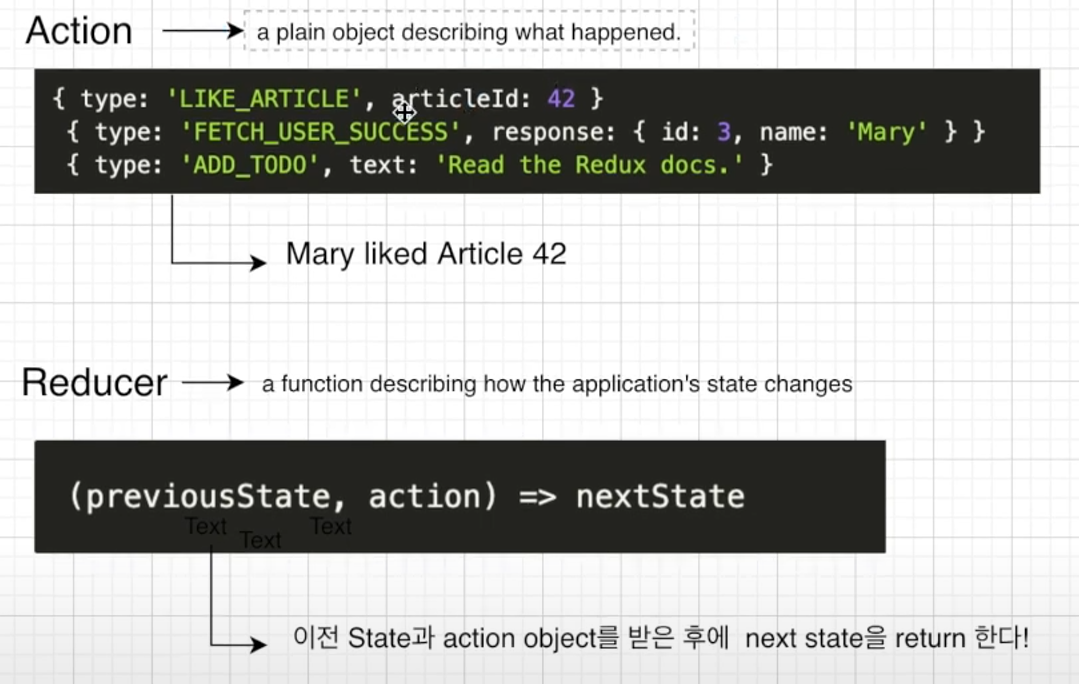 Action
a plain object describing what happened.
{ type: 'LIKE_ARTICLE', articleId: 42 }
{ type: 'FETCH_USER_SUCCESS', response: { id: 3, name: 'Mary' } }
{ type: 'ADD_TODO', text: 'Read the Redux docs.' }
Mary liked Article 42
Reducer
a function describing how the application's state changes
(previousState, action) => nextState
Text
Text
Text
이전 State과 action object를 받은 후에 next state을 return 한다!